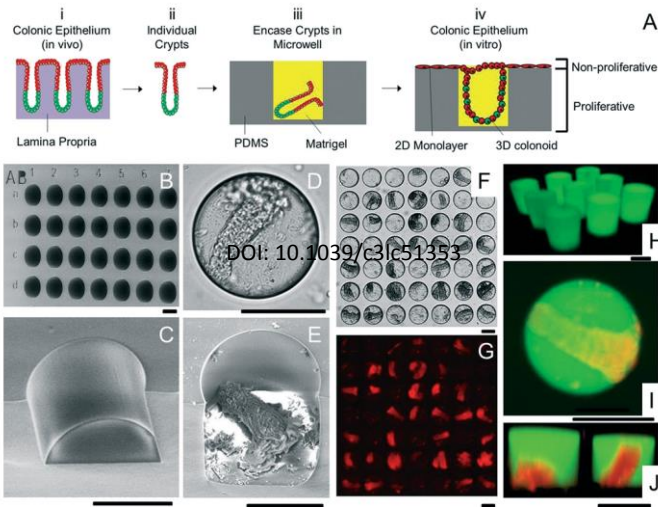 i
Colonic Epithelium
(in vivo)
Lamina Propria
ii
Individual
Crypts
iii
Encase Crypts in
Microwell
PDMS
Matrigel
iv
Colonic Epithelium
(in vitro)
2D Monolayer
3D colonoid
Non-proliferative
Proliferative
A
AB 1 2 3 4 5 6
a
b
c
d
B
C
D
E
F
G
H
I
J
DOI: 10.1039/c3lc51353